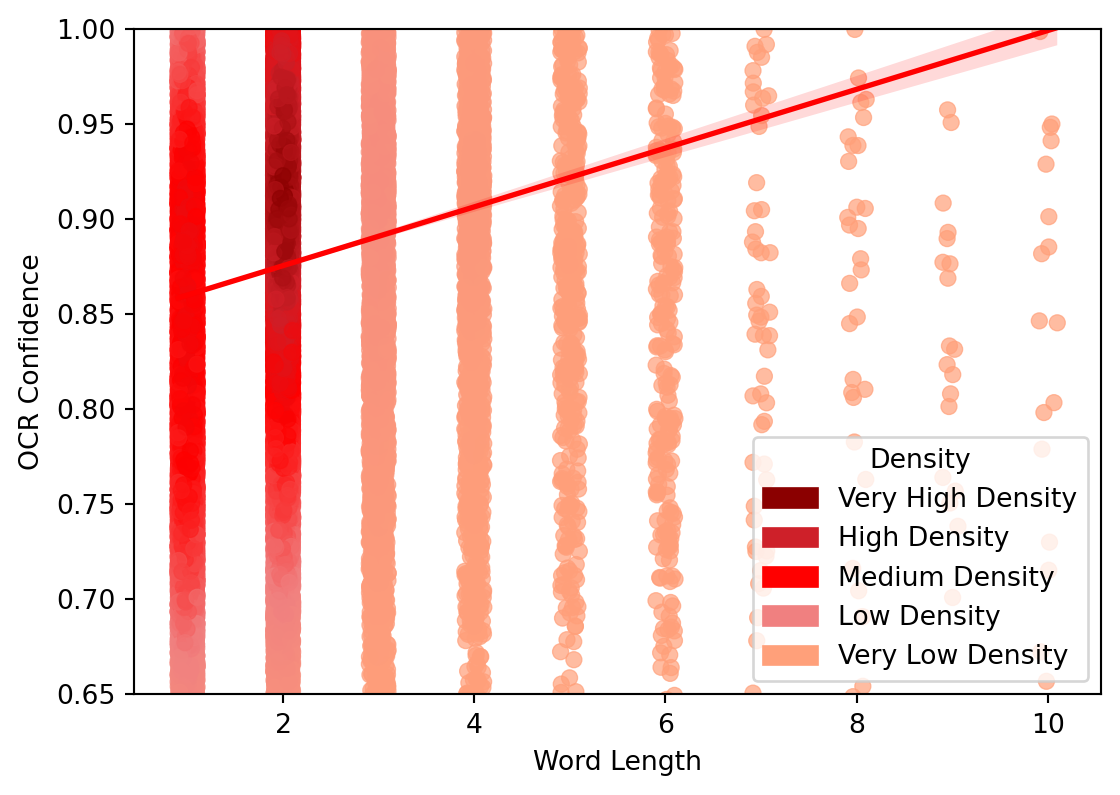 1.00
0.95
0.90
0.85
0.80
0.75
0.70
0.65
OCR Confidence
2
4
6
8
10
Word Length
Density
Very High Density
High Density
Medium Density
Low Density
Very Low Density